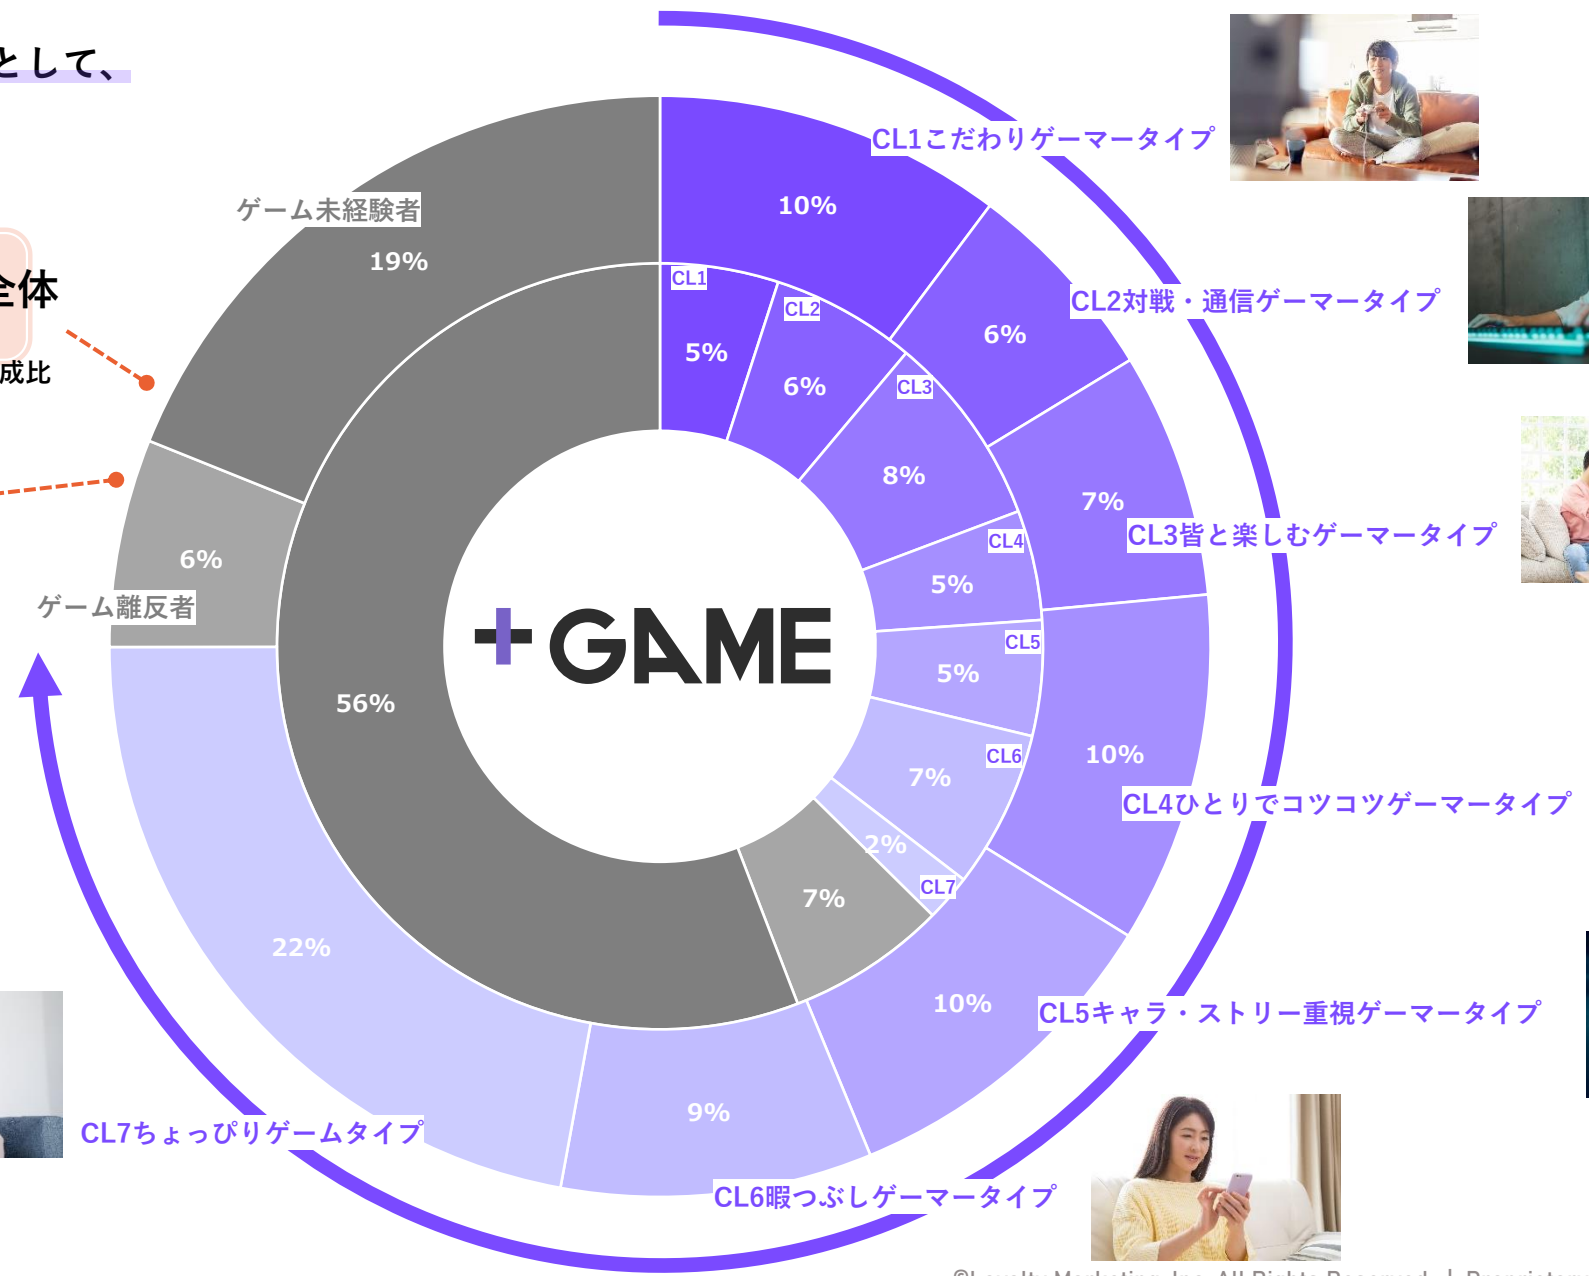 として、
全体
成比
ゲーム未経験者
19%
ゲーム離反者
6%
CL1こだわりゲーマータイプ
10%
CL2対戦・通信ゲーマータイプ
6%
CL3皆と楽しむゲーマータイプ
7%
CL4ひとりでコツコツゲーマータイプ
10%
CL5キャラ・ストリー重視ゲーマータイプ
10%
CL6暇つぶしゲーマータイプ
9%
CL7ちょっぴりゲームタイプ
22%
CL1
5%
CL2
6%
CL3
8%
CL4
5%
CL5
5%
CL6
7%
CL7
2%
7%
56%
+GAME
©Loyalty Marketing, Inc. All Rights Reserved. |